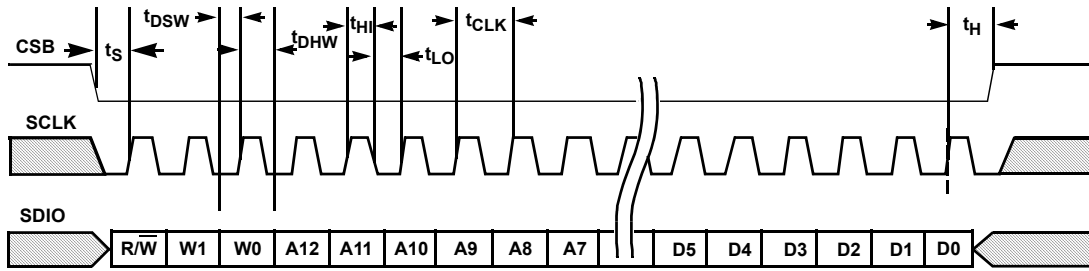 tDSW
tHI
tCLK
tH
CSB
tS
tDHW
tLO
SCLK
SDIO
R/W̅ W1 W0 A12 A11 A10 A9 A8 A7 D5 D4 D3 D2 D1 D0